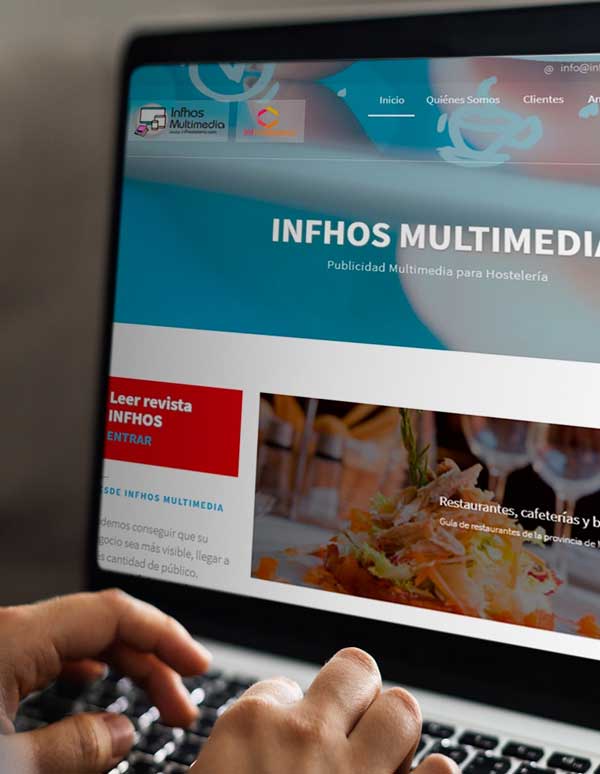 @ info@inf
Inicio Quiénes Somos Clientes An
Infhos
Multimedia
INFHOS MULTIMEDIA
Publicidad Multimedia para Hostelería
Leer revista
INFHOS
ENTRAR
ESDE INFHOS MULTIMEDIA
demos conseguir que su
gocio sea más visible, llegar a
s cantidad de público,
Restaurantes, cafeterías y b
Guía de restaurantes de la provincia de